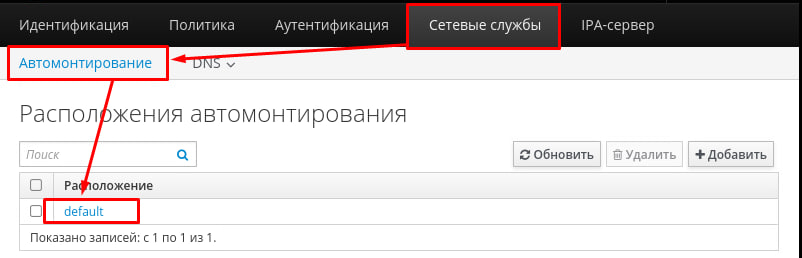 Идентификация Политика Аутентификация Сетевые службы IPA-сервер
Автомонтирование DNS
Расположения автомонтирования
Поиск Обновить Удалить Добавить
Расположение
default
Показано записей: с 1 по 1 из 1.